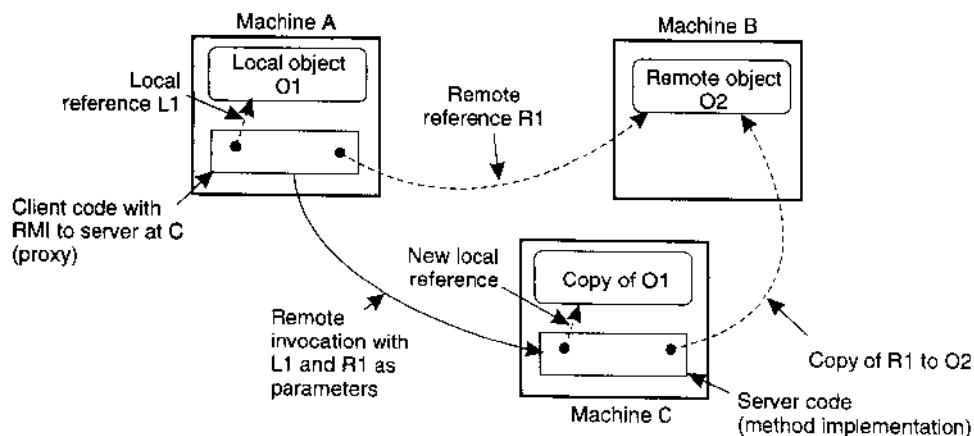 Machine A
Machine B
Local object
O1
Remote object
O2
Local
reference L1
Remote
reference R1
Client code with
RMI to server at C
(proxy)
New local
reference
Copy of O1
Remote
invocation with
L1 and R1 as
parameters
Copy of R1 to O2
Server code
(method implementation)
Machine C